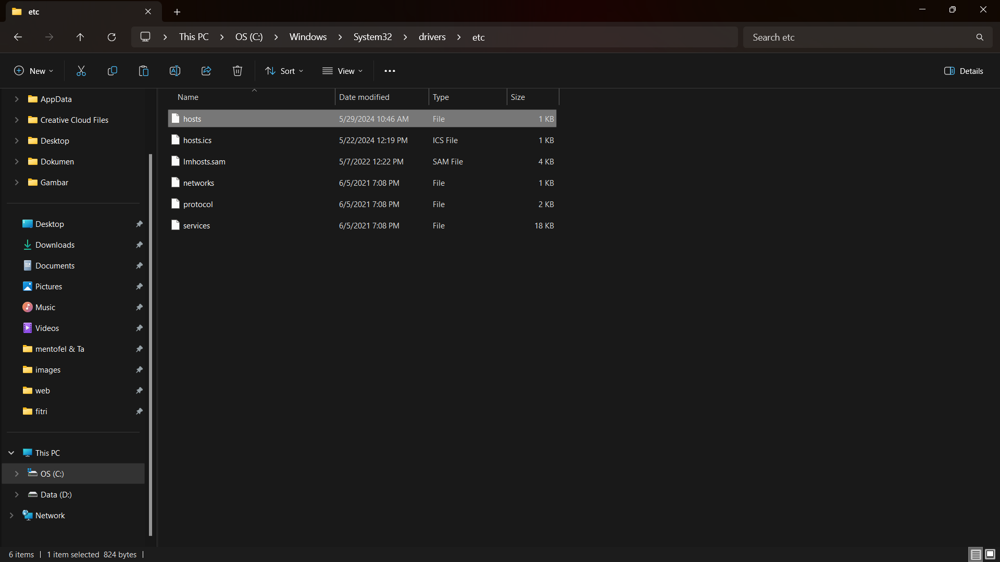 etc
This PC OS (C:) Windows System32 drivers etc
Search etc
New Sort View Details
AppData
Creative Cloud Files
Desktop
Dokumen
Gambar
Desktop
Downloads
Documents
Pictures
Music
Videos
mentofel & Ta
images
web
fitri
This PC
OS (C:)
Data (D:)
Network
Name Date modified Type Size
hosts 5/29/2024 10:46 AM File 1 KB
hosts.ics 5/22/2024 12:19 PM ICS File 1 KB
lmhosts.sam 5/7/2022 12:22 PM SAM File 4 KB
networks 6/5/2021 7:08 PM File 1 KB
protocol 6/5/2021 7:08 PM File 2 KB
services 6/5/2021 7:08 PM File 18 KB
6 items 1 item selected 824 bytes